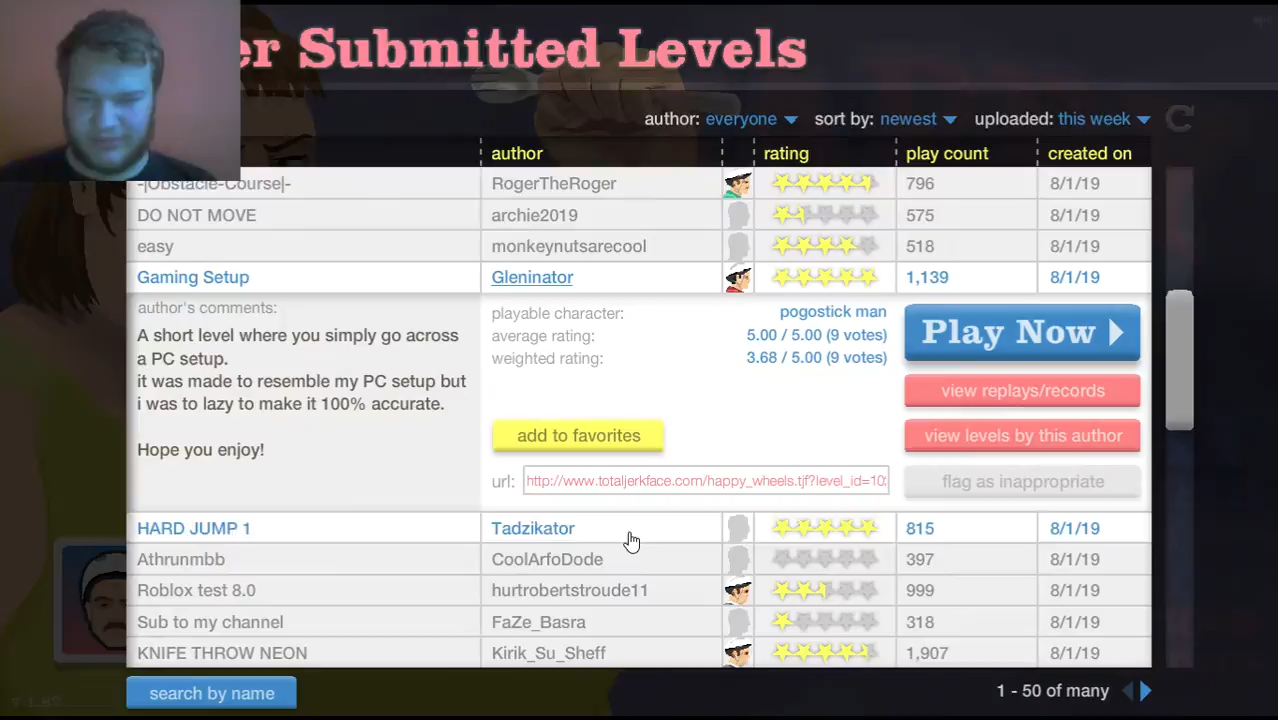 er Submitted Levels
author: everyone sort by: newest uploaded: this week
author rating play count created on
-|Obstacle-Course|- RogerTheRoger 796 8/1/19
DO NOT MOVE archie2019 575 8/1/19
easy monkeynutsarecool 518 8/1/19
Gaming Setup Gleninator 1,139 8/1/19
author's comments:
A short level where you simply go across
a PC setup.
it was made to resemble my PC setup but
i was to lazy to make it 100% accurate.
Hope you enjoy!
playable character: pogostick man
average rating: 5.00 / 5.00 (9 votes)
weighted rating: 3.68 / 5.00 (9 votes)
add to favorites
url: http://www.totaljerkface.com/happy_wheels.tjf?level_id=10
Play Now
view replays/records
view levels by this author
flag as inappropriate
HARD JUMP 1 Tadzikator 815 8/1/19
Athrunmbb CoolArfoDode 397 8/1/19
Roblox test 8.0 hurtrobertstroude11 999 8/1/19
Sub to my channel FaZe_Basra 318 8/1/19
KNIFE THROW NEON Kirik_Su_Sheff 1,907 8/1/19
search by name
1 - 50 of many